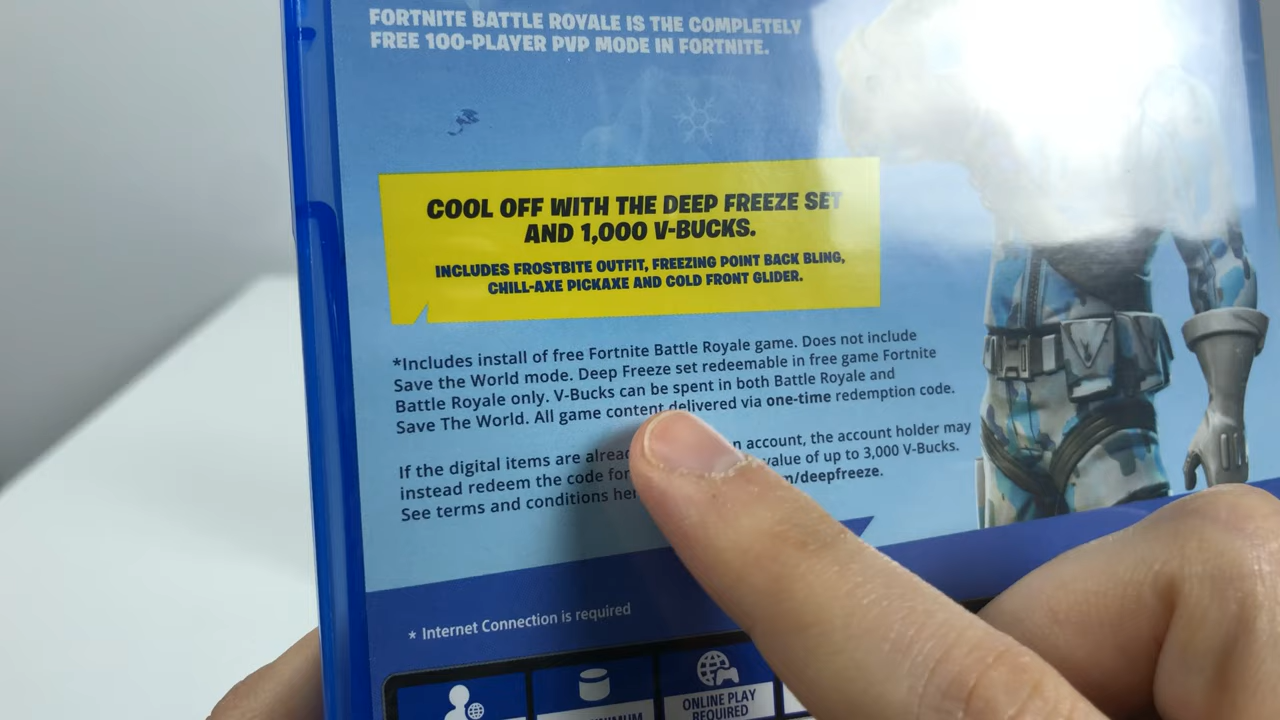 FORTNITE BATTLE ROYALE IS THE COMPLETELY
FREE 100-PLAYER PVP MODE IN FORTNITE.
COOL OFF WITH THE DEEP FREEZE SET
AND 1,000 V-BUCKS.
INCLUDES FROSTBITE OUTFIT, FREEZING POINT BACK BLING,
CHILL-AXE PICKAXE AND COLD FRONT GLIDER.
*Includes install of free Fortnite Battle Royale game. Does not include
Save the World mode. Deep Freeze set redeemable in free game Fortnite
Battle Royale only. V-Bucks can be spent in both Battle Royale and
Save The World. All game content delivered via one-time redemption code.
If the digital items are account, the account holder may
instead redeem the code for value of up to 3,000 V-Bucks.
See terms and conditions /deepfreeze.
* Internet Connection is required
ONLINE PLAY
REQUIRED